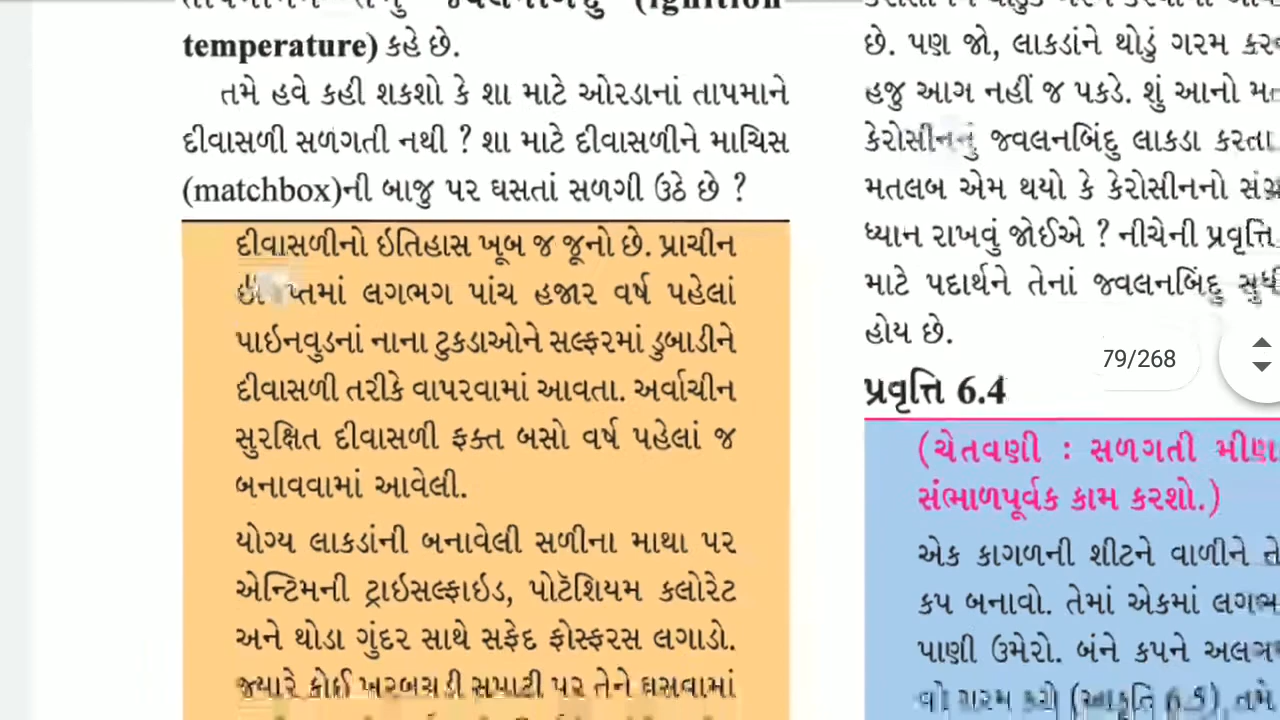 temperature) કહે છે.
તમે હવે કહી શકશો કે શા માટે ઓરડાનાં તાપમાને
દીવાસળી સળગતી નથી ? શા માટે દીવાસળીને માચિસ
(matchbox)ની બાજુ પર ઘસતાં સળગી ઉઠે છે ?
દીવાસળીનો ઇતિહાસ ખૂબ જ જૂનો છે. પ્રાચીન
લગભગ પાંચ હજાર વર્ષ પહેલાં
પાઇનવુડનાં નાના ટુકડાઓને સલ્ફરમાં ડુબાડીને
દીવાસળી તરીકે વાપરવામાં આવતા. અર્વાચીન
સુરક્ષિત દીવાસળી ફક્ત બસો વર્ષ પહેલાં જ
બનાવવામાં આવેલી.
યોગ્ય લાકડાંની બનાવેલી સળીના માથા પર
એન્ટિમની ટ્રાઇસલ્ફાઇડ, પોટૅશિયમ ક્લોરેટ
અને થોડા ગુંદર સાથે સફેદ ફોસ્ફરસ લગાડો.
જ્યારે કોઈ પર તેને ઘસવામાં
છે. પણ જો, લાકડાંને થોડું ગરમ
હજુ આગ નહીં જ પકડે. શું આનો
કેરોસીનનું જ્વલનબિંદુ લાકડા કરતા
મતલબ એમ થયો કે કેરોસીનનો
ધ્યાન રાખવું જોઈએ ? નીચેની પ્રવૃત્તિ
માટે પદાર્થને તેનાં જ્વલનબિંદુ
હોય છે.
79/268
પ્રવૃત્તિ 6.4
(ચેતવણી : સળગતી
સંભાળપૂર્વક કામ કરશો.)
એક કાગળની શીટને વાળીને
કપ બનાવો. તેમાં એકમાં
પાણી ઉમેરો. બંને કપને